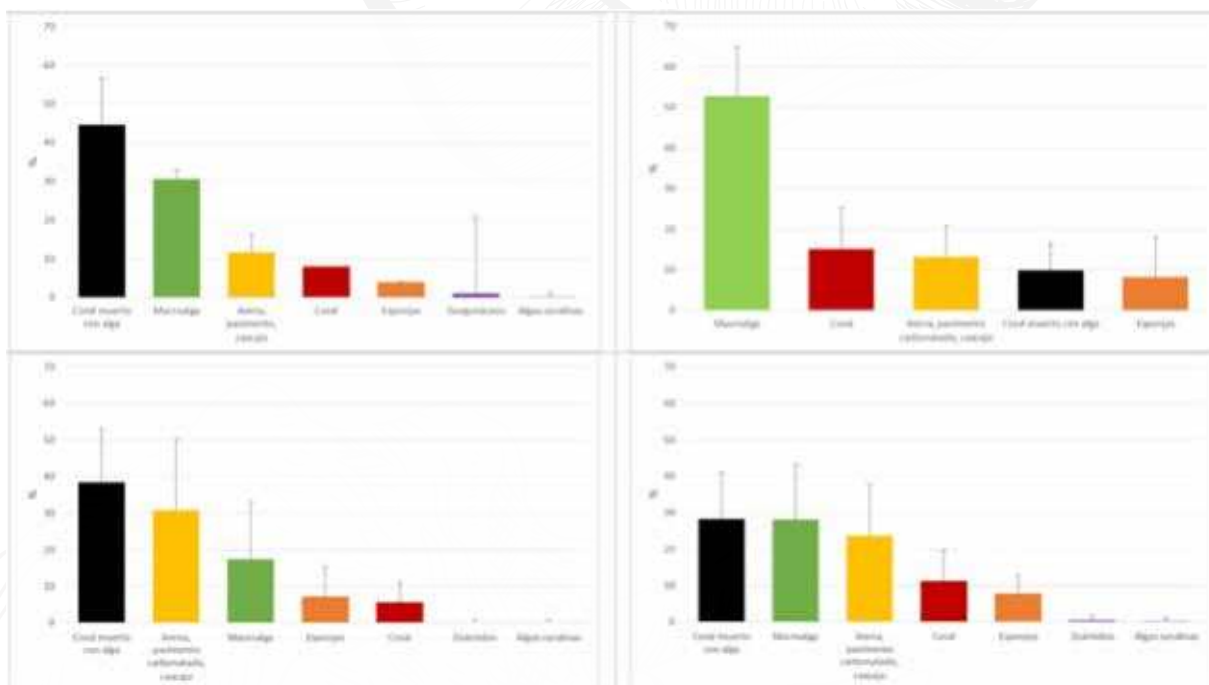 70
60
50
40
30
20
10
0
%
Coral muerto
con alga
Macroalga
Arena,
pavimento,
cascajo
Coral
Esponjas
Algas coralinas
70
60
50
40
30
20
10
0
%
Macroalga
Coral
Arena, pavimento
carbonatado, cascajo
Coral muerto con alga
Esponjas
70
60
50
40
30
20
10
0
%
Coral muerto
con alga
Arena,
pavimento
carbonatado,
cascajo
Macroalga
Esponjas
Coral
Algas coralinas
70
60
50
40
30
20
10
0
%
Coral muerto
con alga
Macroalga
Arena,
pavimento
carbonatado,
cascajo
Coral
Esponjas
Algas coralinas